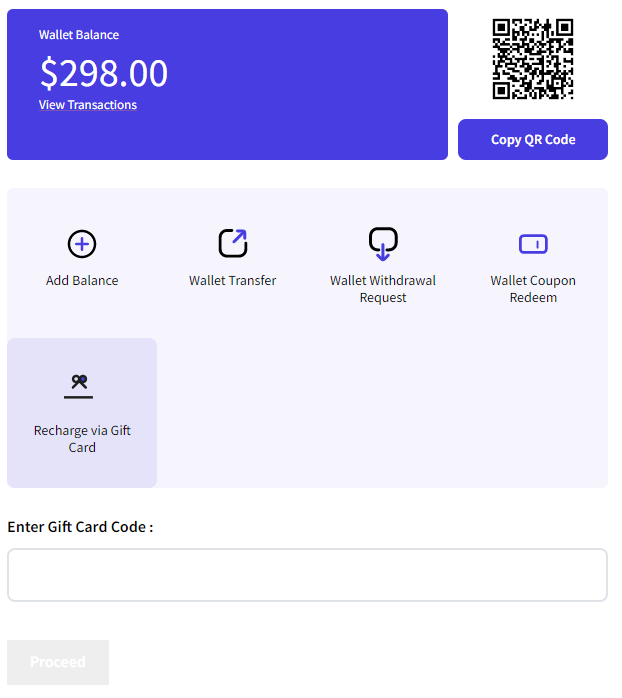 Wallet Balance
$298.00
View Transactions
Copy QR Code
Add Balance
Wallet Transfer
Wallet Withdrawal
Request
Wallet Coupon
Redeem
Recharge via Gift
Card
Enter Gift Card Code :
Proceed